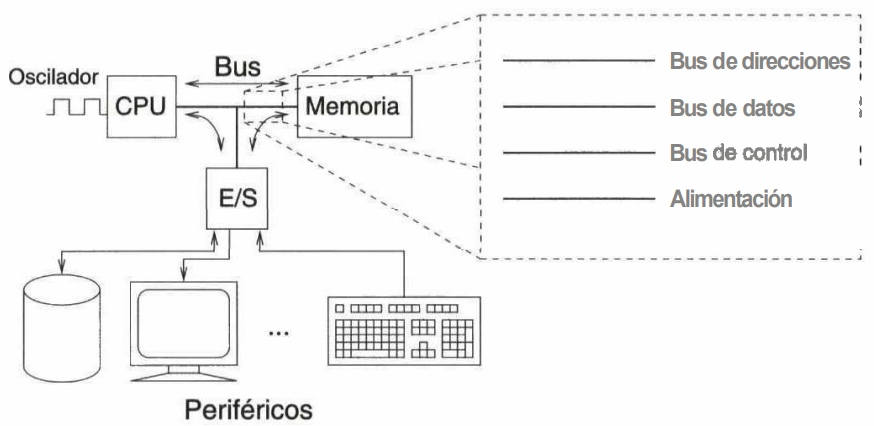 Oscilador
CPU
Bus
Memoria
E/S
...
Periféricos
Bus de direcciones
Bus de datos
Bus de control
Alimentación